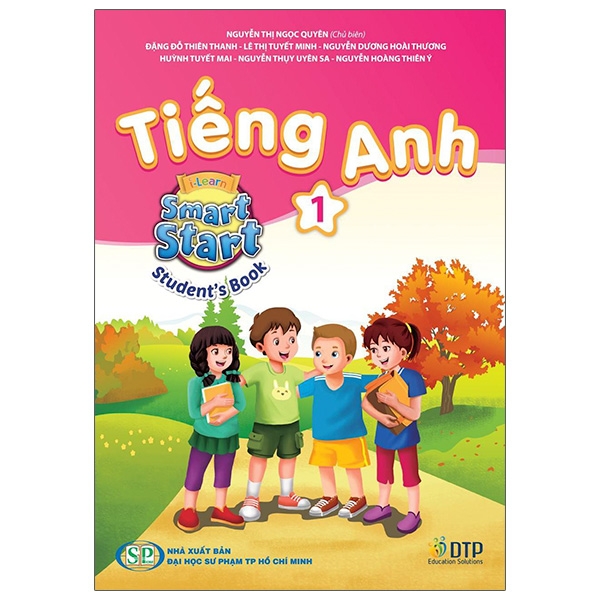 NGUYỄN THỊ NGỌC QUYÊN (Chủ biên)
ĐẶNG ĐỖ THIÊN THANH - LÊ THỊ TUYẾT MINH - NGUYỄN DƯƠNG HOÀI THƯƠNG
HUỲNH TUYẾT MAI - NGUYỄN THỤY UYÊN SA - NGUYỄN HOÀNG THIÊN Ý
Tiếng Anh
i-Learn
Smart
Start
1
Student's Book
SP
NHÀ XUẤT BẢN
ĐẠI HỌC SƯ PHẠM TP HỒ CHÍ MINH
DTP
Education Solutions